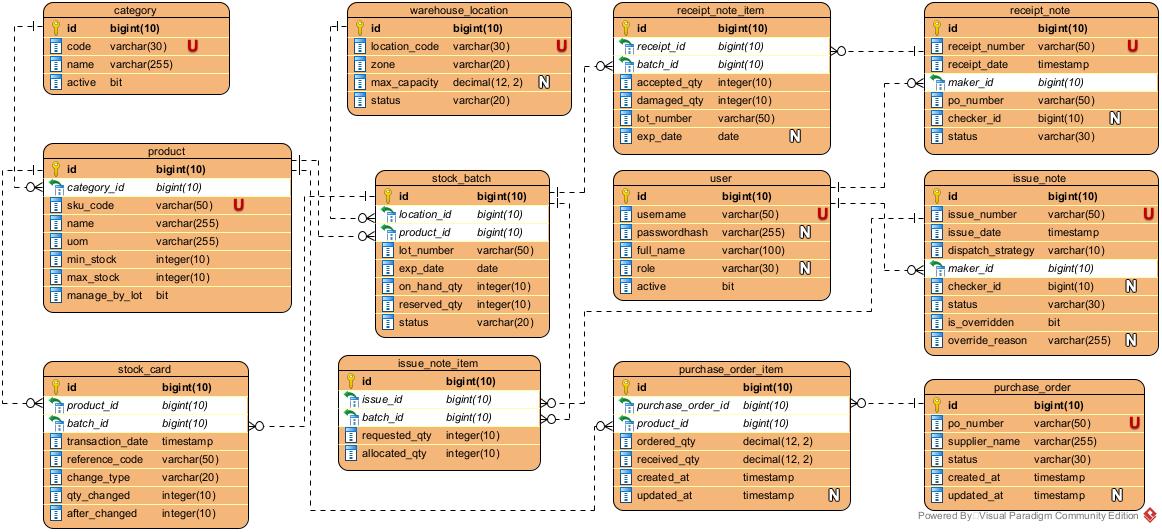 category
id bigint(10)
code varchar(30) U
name varchar(255)
active bit
warehouse_location
id bigint(10)
location_code varchar(30) U
zone varchar(20)
max_capacity decimal(12, 2) N
status varchar(20)
receipt_note_item
id bigint(10)
receipt_id bigint(10)
batch_id bigint(10)
accepted_qty integer(10)
damaged_qty integer(10)
lot_number varchar(50)
exp_date date N
receipt_note
id bigint(10)
receipt_number varchar(50) U
receipt_date timestamp
maker_id bigint(10)
po_number varchar(50)
checker_id bigint(10) N
status varchar(30)
product
id bigint(10)
category_id bigint(10)
sku_code varchar(50) U
name varchar(255)
uom varchar(255)
min_stock integer(10)
max_stock integer(10)
manage_by_lot bit
stock_batch
id bigint(10)
location_id bigint(10)
product_id bigint(10)
lot_number varchar(50)
exp_date date
on_hand_qty integer(10)
reserved_qty integer(10)
status varchar(20)
user
id bigint(10)
username varchar(50) U
passwordhash varchar(255) N
full_name varchar(100)
role varchar(30) N
active bit
issue_note
id bigint(10)
issue_number varchar(50) U
issue_date timestamp
dispatch_strategy varchar(10)
maker_id bigint(10)
checker_id bigint(10) N
status varchar(30)
is_overridden bit
override_reason varchar(255) N
stock_card
id bigint(10)
product_id bigint(10)
batch_id bigint(10)
transaction_date timestamp
reference_code varchar(50)
change_type varchar(20)
qty_changed integer(10)
after_changed integer(10)
issue_note_item
id bigint(10)
issue_id bigint(10)
batch_id bigint(10)
requested_qty integer(10)
allocated_qty integer(10)
purchase_order_item
id bigint(10)
purchase_order_id bigint(10)
product_id bigint(10)
ordered_qty decimal(12, 2)
received_qty decimal(12, 2)
created_at timestamp
updated_at timestamp N
purchase_order
id bigint(10)
po_number varchar(50) U
supplier_name varchar(255)
status varchar(30)
created_at timestamp
updated_at timestamp N
Powered By Visual Paradigm Community Edition